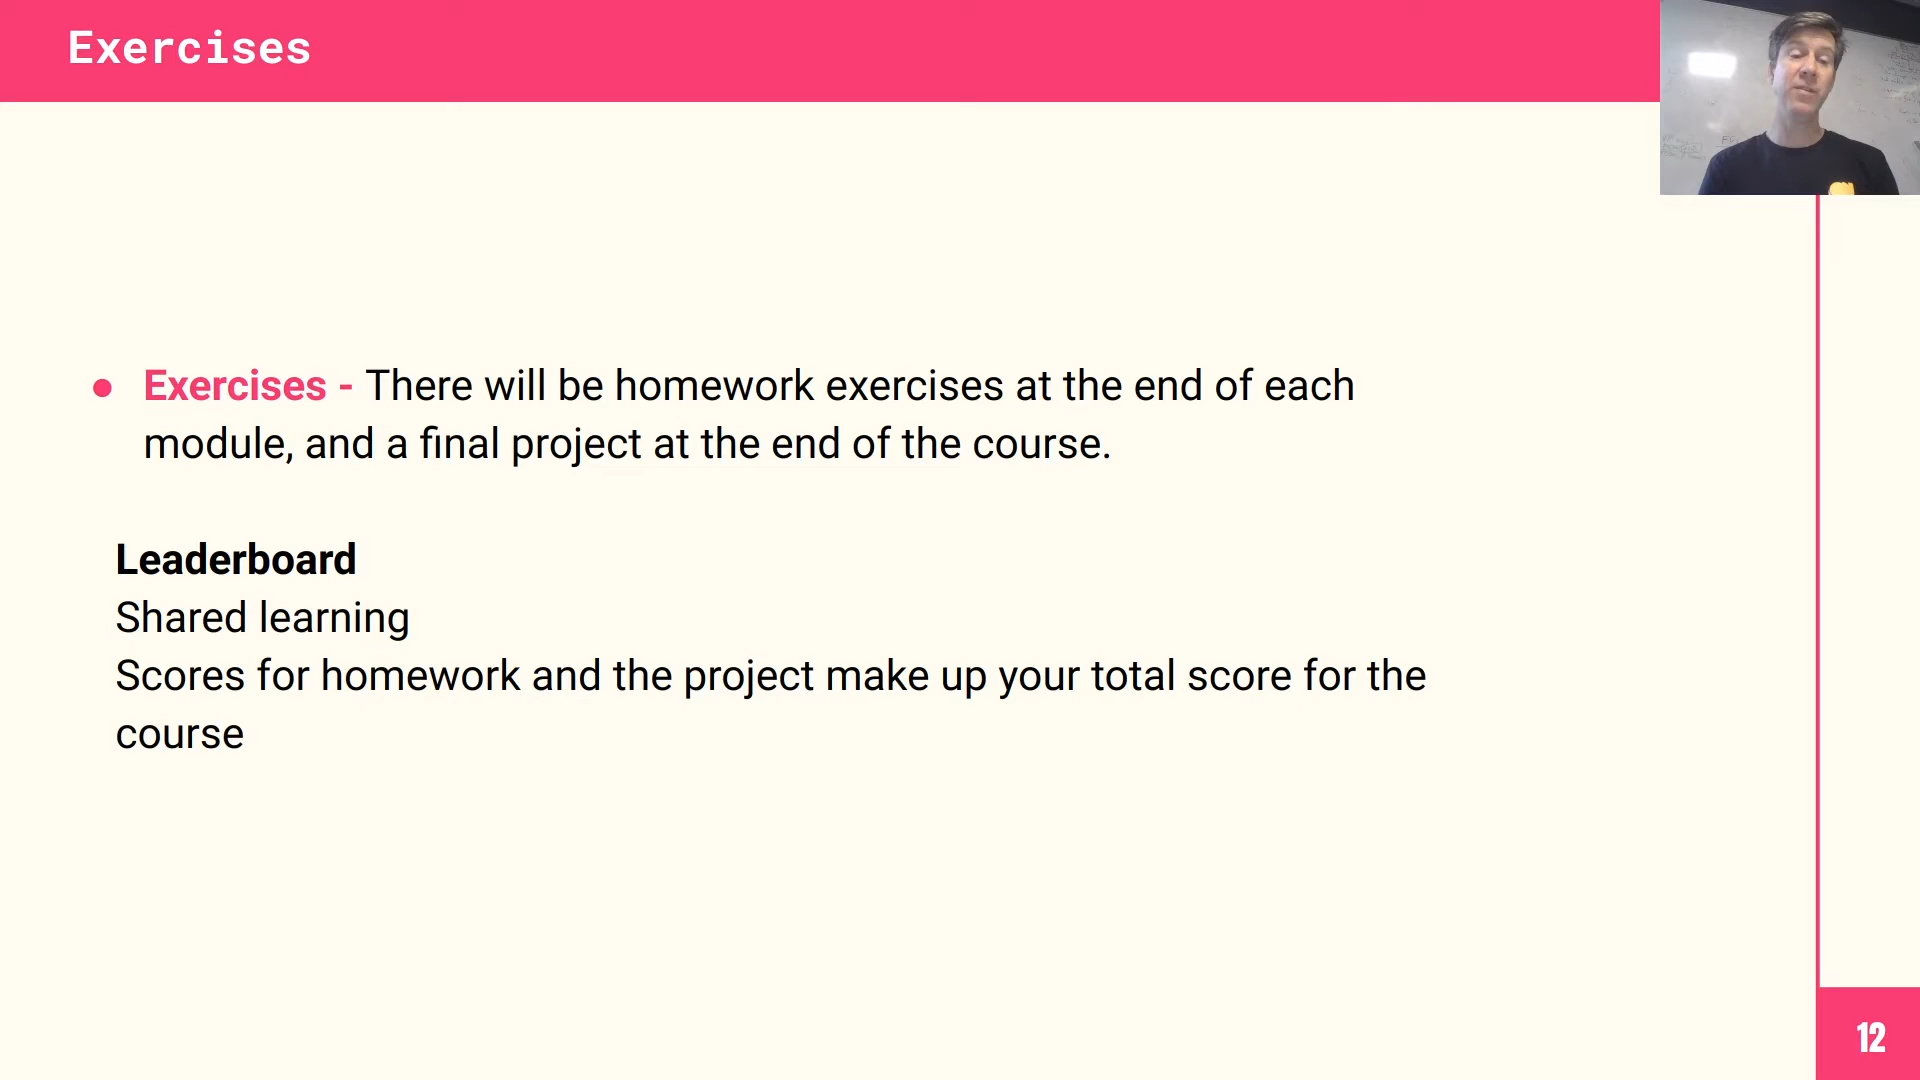 Exercises
● Exercises - There will be homework exercises at the end of each
module, and a final project at the end of the course.
Leaderboard
Shared learning
Scores for homework and the project make up your total score for the
course
12